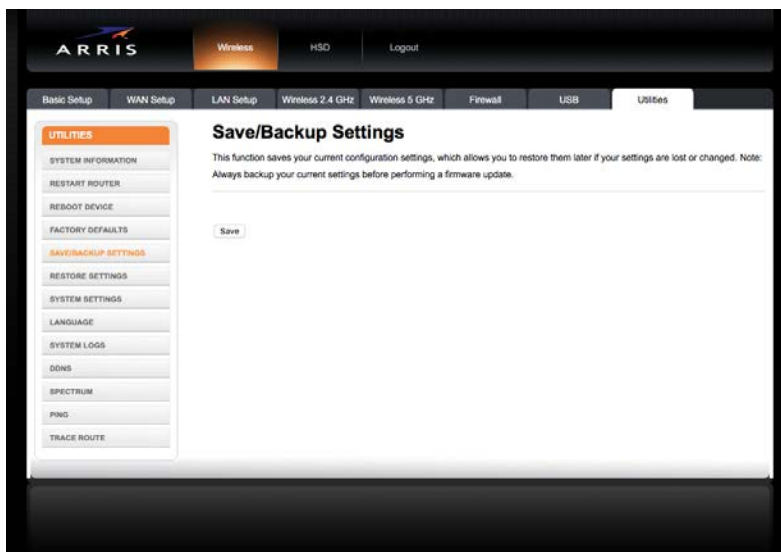 ARRIS
Wireless
HSD
Logout
Basic Setup
WAN Setup
LAN Setup
Wireless 2.4 GHz
Wireless 5 GHz
Firewall
USB
Utilities
UTILITIES
SYSTEM INFORMATION
RESTART ROUTER
REBOOT DEVICE
FACTORY DEFAULTS
SAVE/BACKUP SETTINGS
RESTORE SETTINGS
SYSTEM SETTINGS
LANGUAGE
SYSTEM LOGS
DDNS
SPECTRUM
PING
TRACE ROUTE
Save/Backup Settings
This function saves your current configuration settings, which allows you to restore them later if your settings are lost or changed. Note:
Always backup your current settings before performing a firmware update.
Save